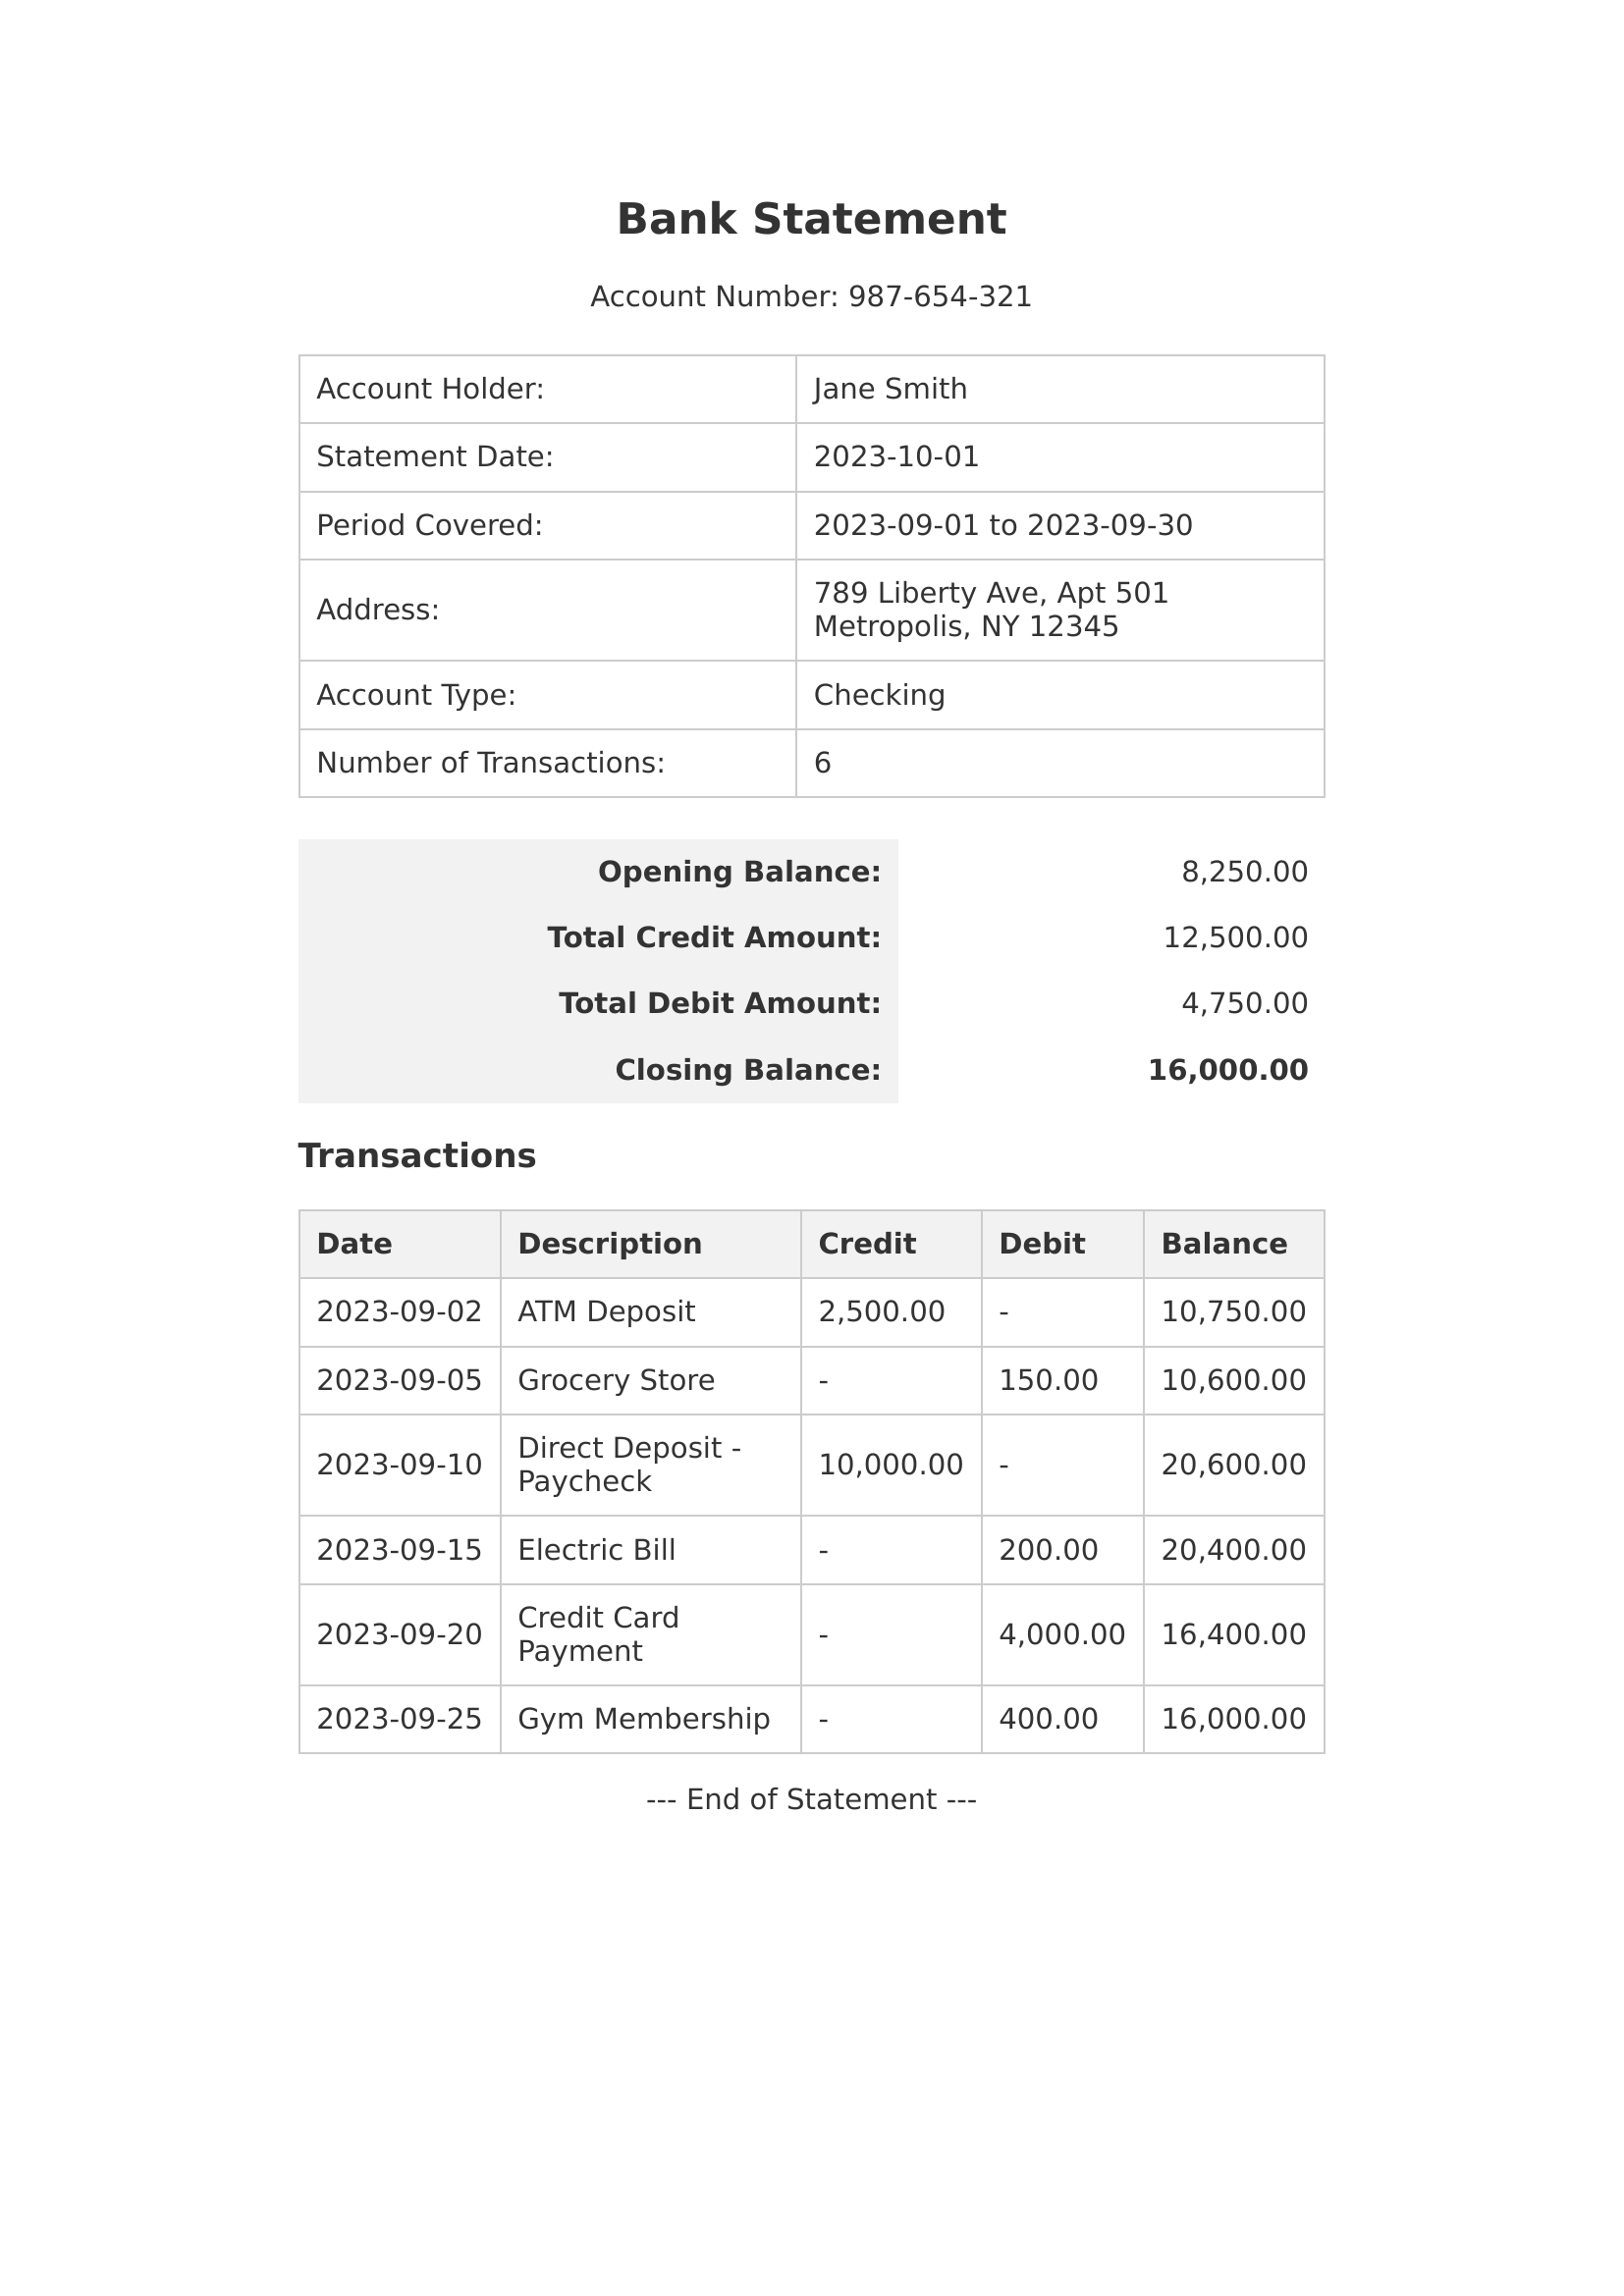 Bank Statement
Account Number: 987-654-321
Account Holder: Jane Smith
Statement Date: 2023-10-01
Period Covered: 2023-09-01 to 2023-09-30
Address: 789 Liberty Ave, Apt 501
Metropolis, NY 12345
Account Type: Checking
Number of Transactions: 6
Opening Balance: 8,250.00
Total Credit Amount: 12,500.00
Total Debit Amount: 4,750.00
Closing Balance: 16,000.00
Transactions
Date Description Credit Debit Balance
2023-09-02 ATM Deposit 2,500.00 - 10,750.00
2023-09-05 Grocery Store - 150.00 10,600.00
2023-09-10 Direct Deposit - Paycheck 10,000.00 - 20,600.00
2023-09-15 Electric Bill - 200.00 20,400.00
2023-09-20 Credit Card Payment - 4,000.00 16,400.00
2023-09-25 Gym Membership - 400.00 16,000.00
--- End of Statement ---